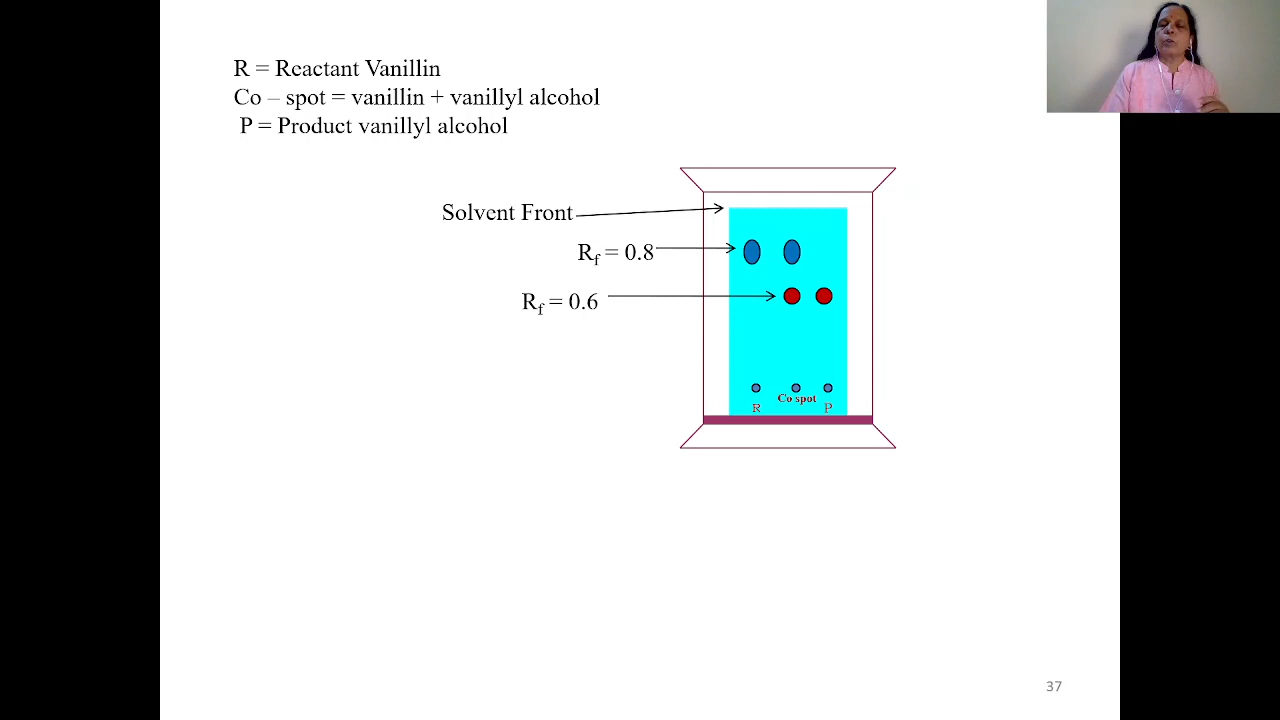 R = Reactant Vanillin
Co – spot = vanillin + vanillyl alcohol
P = Product vanillyl alcohol
Solvent Front
Rf = 0.8
Rf = 0.6
Co spot
R P
37